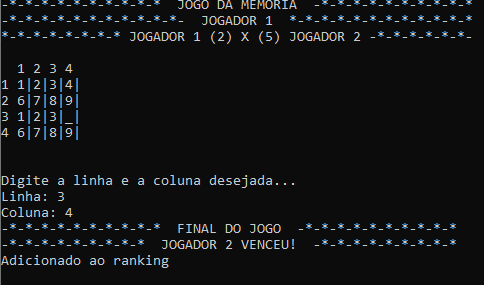 -*-*-*-*-*-*-*-*-*-*  JOGO DA MEMORIA  -*-*-*-*-*-*-*-*-*-*
-*-*-*-*-*-*-*-*-*-*-*-  JOGADOR 1  *-*-*-*-*-*-*-*-*-*-*-*
*-*-*-*-*-*-*-* JOGADOR 1 (2) X (5) JOGADOR 2 -*-*-*-*-*-*-
1 2 3 4
1 1|2|3|4|
2 6|7|8|9|
3 1|2|3|_|
4 6|7|8|9|
Digite a linha e a coluna desejada...
Linha: 3
Coluna: 4
-*-*-*-*-*-*-*-*-*-*  FINAL DO JOGO  -*-*-*-*-*-*-*-*-*-*
-*-*-*-*-*-*-*-*-*  JOGADOR 2 VENCEU!  -*-*-*-*-*-*-*-*-*
Adicionado ao ranking